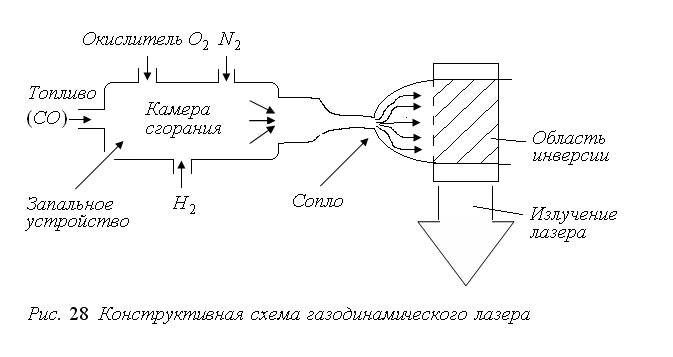 Окислитель O2 N2
Топливо
(CO)
Камера
сгорания
Область
инверсии
Запальное
устройство
H2
Сопло
Излучение
лазера
Рис. 28 Конструктивная схема газодинамического лазера